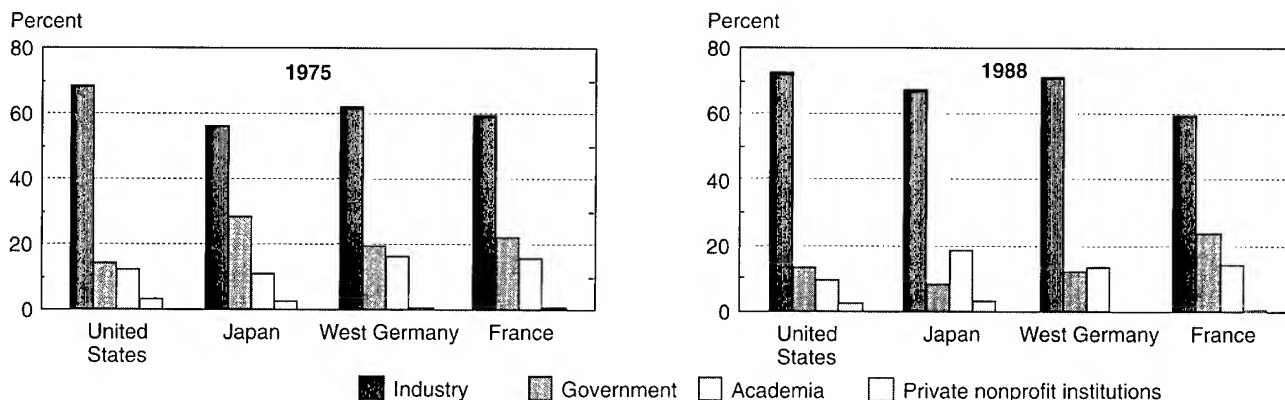 Percent
80
60
40
20
0
1975
United States
Japan
West Germany
France
Percent
80
60
40
20
0
1988
United States
Japan
West Germany
France
Industry
Government
Academia
Private nonprofit institutions